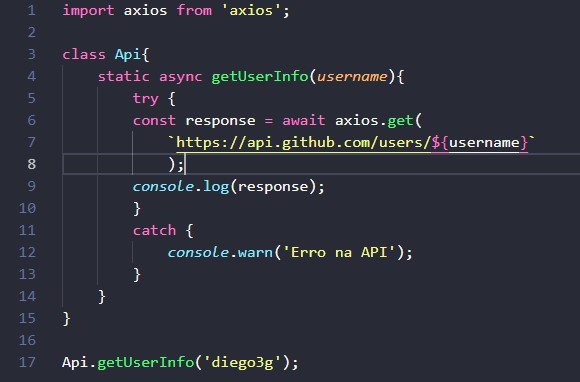 1 import axios from 'axios';
2
3 class Api{
4     static async getUserInfo(username){
5         try {
6         const response = await axios.get(
7             `https://api.github.com/users/${username}`
8             );
9         console.log(response);
10         }
11         catch {
12             console.warn('Erro na API');
13         }
14     }
15 }
16
17 Api.getUserInfo('diego3g');